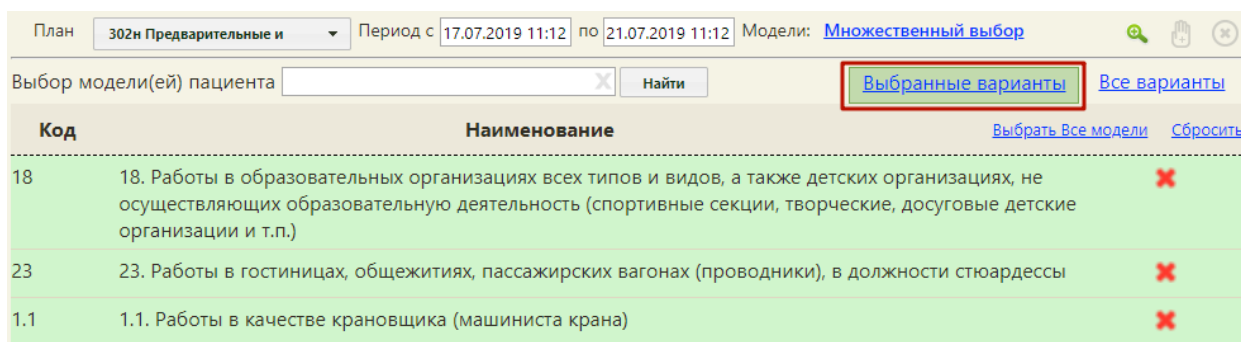 План 302н Предварительные и Период с 17.07.2019 11:12 по 21.07.2019 11:12 Модели: Множественный выбор
Выбор модели(ей) пациента Найти Выбранные варианты Все варианты
Код Наименование Выбрать Все модели Сбросить
18 18. Работы в образовательных организациях всех типов и видов, а также детских организациях, не
осуществляющих образовательную деятельность (спортивные секции, творческие, досуговые детские
организации и т.п.)
23 23. Работы в гостиницах, общежитиях, пассажирских вагонах (проводники), в должности стюардессы
1.1 1.1. Работы в качестве крановщика (машиниста крана)